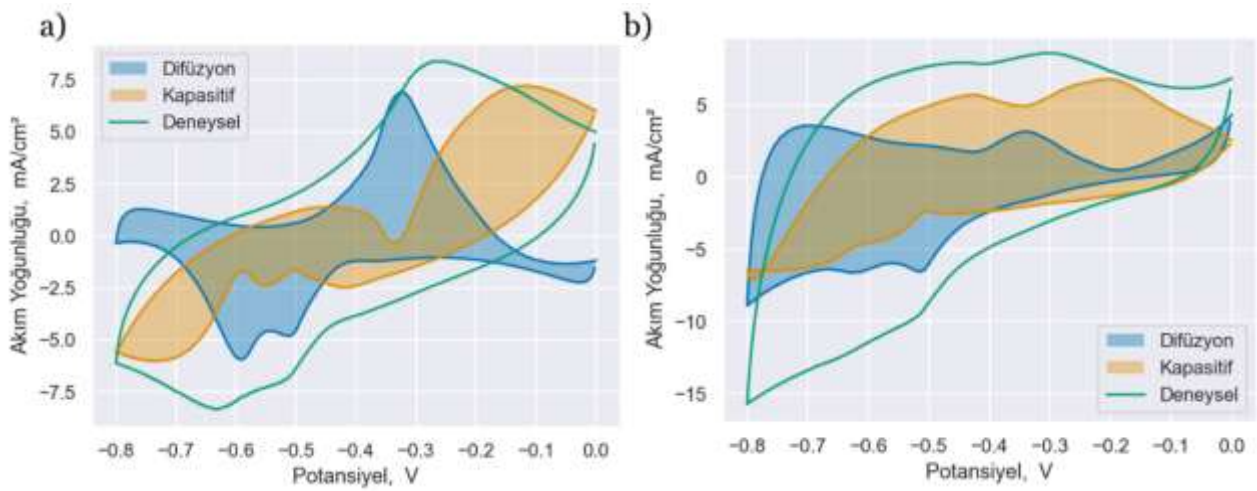 a)
Difüzyon
Kapasitif
Deneysel
7.5
5.0
2.5
0.0
−2.5
−5.0
−7.5
Akım Yoğunluğu, mA/cm²
−0.8 −0.7 −0.6 −0.5 −0.4 −0.3 −0.2 −0.1 0.0
Potansiyel, V
b)
5
0
−5
−10
−15
Akım Yoğunluğu, mA/cm²
Difüzyon
Kapasitif
Deneysel
−0.8 −0.7 −0.6 −0.5 −0.4 −0.3 −0.2 −0.1 0.0
Potansiyel, V